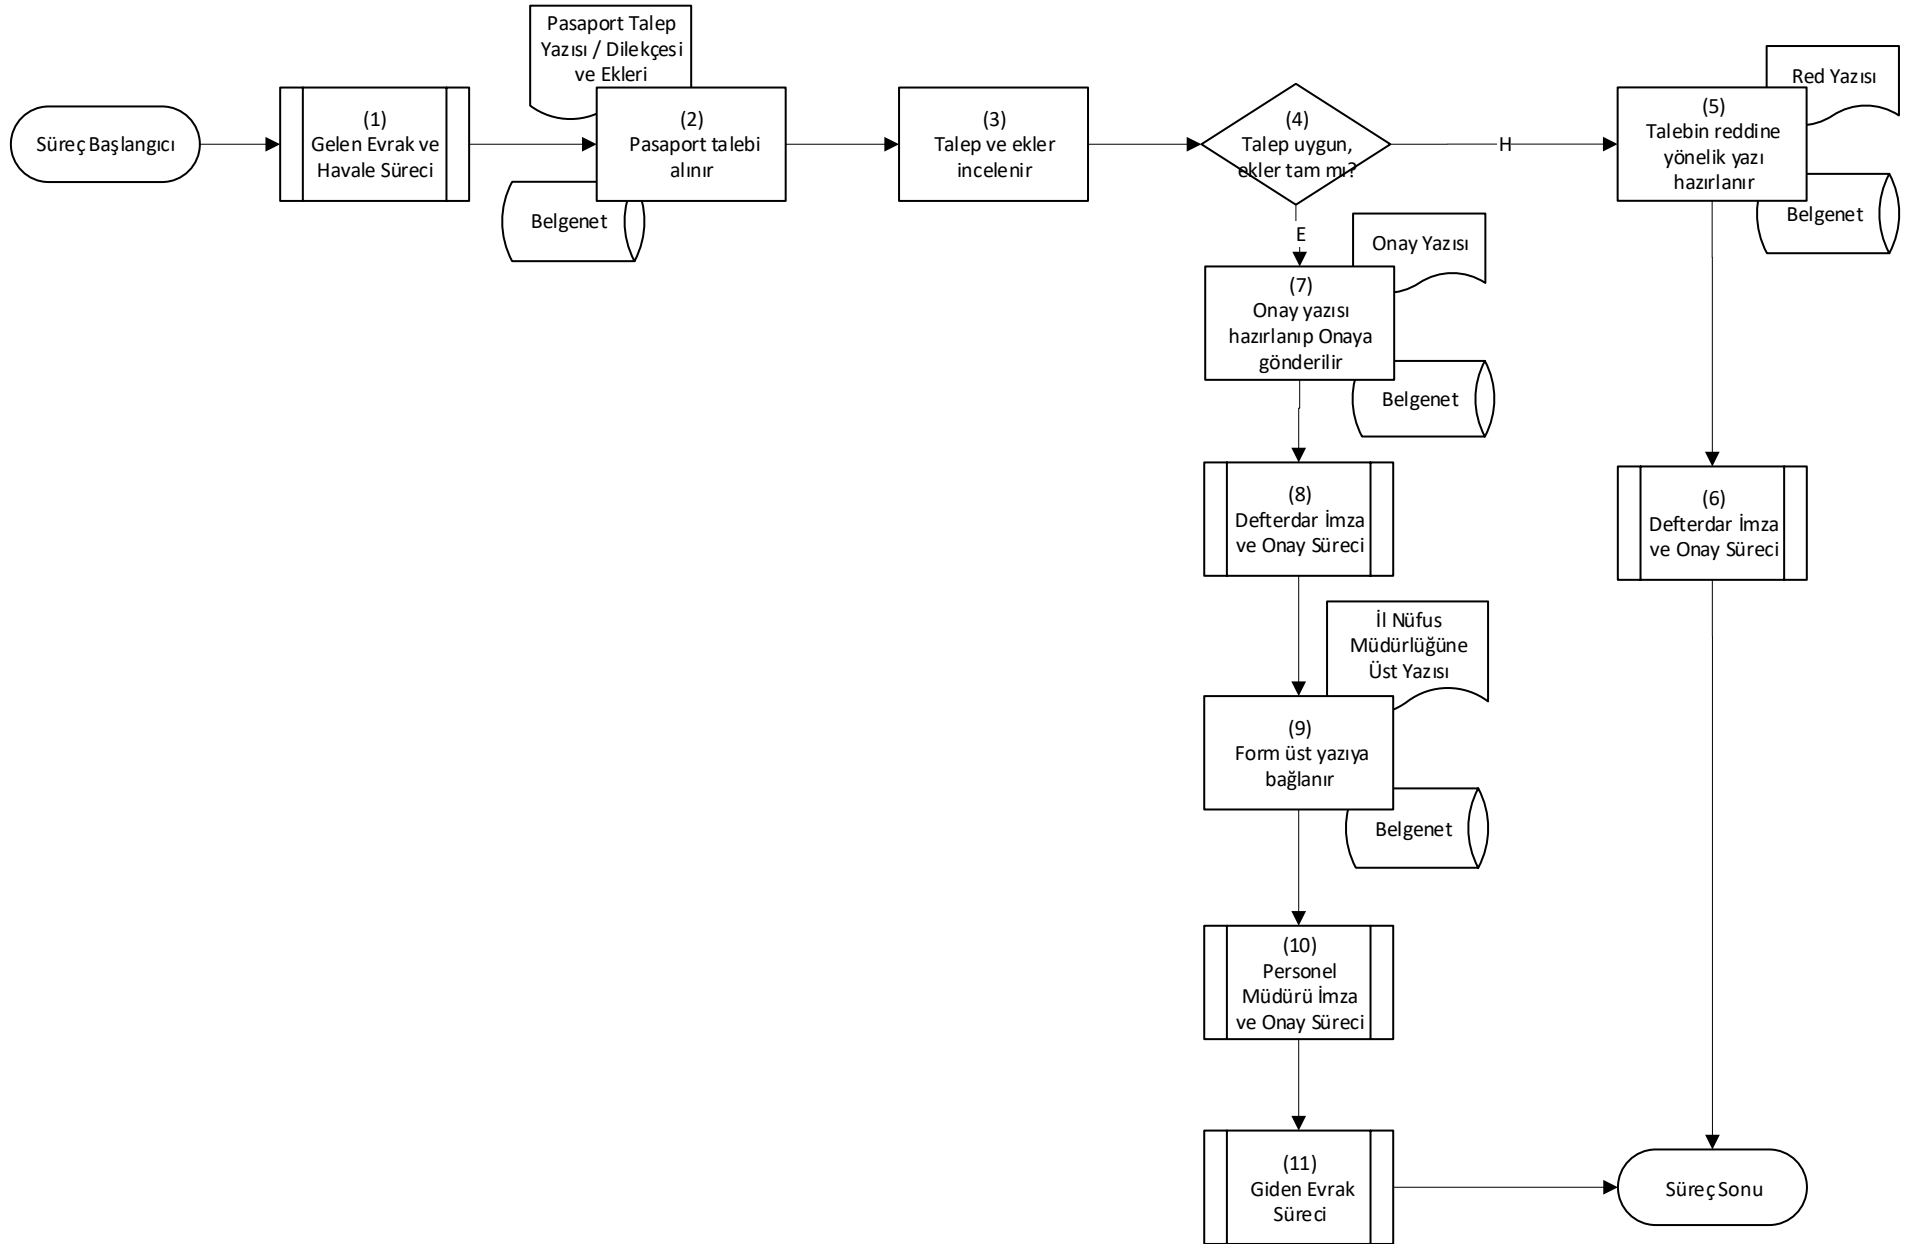 Süreç Başlangıcı
(1)
Gelen Evrak ve
Havale Süreci
Pasaport Talep
Yazısı / Dilekçesi
ve Ekleri
(2)
Pasaport talebi
alınır
Belgenet
(3)
Talep ve ekler
incelenir
(4)
Talep uygun,
ekler tam mı?
H
Red Yazısı
(5)
Talebin reddine
yönelik yazı
hazırlanır
Belgenet
E
Onay Yazısı
(7)
Onay yazısı
hazırlanıp Onaya
gönderilir
Belgenet
(8)
Defterdar İmza
ve Onay Süreci
(6)
Defterdar İmza
ve Onay Süreci
İl Nüfus
Müdürlüğüne
Üst Yazısı
(9)
Form üst yazıya
bağlanır
Belgenet
(10)
Personel
Müdürü İmza
ve Onay Süreci
(11)
Giden Evrak
Süreci
Süreç Sonu